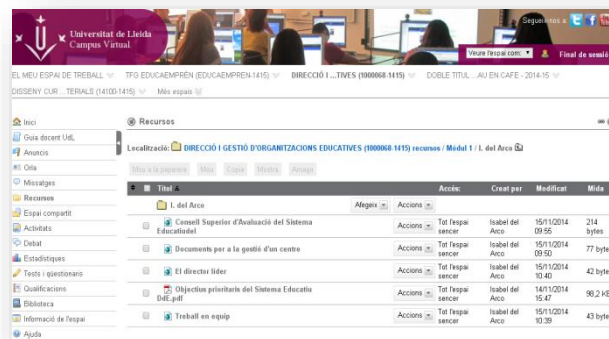 Universitat de Lleida
Campus Virtual
Segueix-nos a:
Veure l'espai com:
Final de sessió
EL MEU ESPAI DE TREBALL
TFG EDUCAEMPRÈN (EDUCAEMPREN-1415)
DIRECCIÓ I ...TIVES (1000068-1415)
DOBLE TITUL...AU EN CAFE - 2014-15
DISSENY CUR...TERIALS (14100-1415)
Més espais
Inici
Guia docent UdL
Anuncis
Orla
Missatges
Recursos
Espai compartit
Activitats
Debat
Estadístiques
Tests i qüestionaris
Qualificacions
Biblioteca
Informació de l'espai
Ajuda
Recursos
Localització: DIRECCIÓ I GESTIÓ D'ORGANITZACIONS EDUCATIVES (1000068-1415) recursos / Mòdul 1 / I. del Arco
Mou a la paperera Mou Copia Mostra Amaga
Títol Accés: Creat per Modificat Mida
I. del Arco Afegeix Accions
Consell Superior d'Avaluació del Sistema Educatiudel Accions Tot l'espai sencer Isabel del Arco 15/11/2014 09:55 214 bytes
Documents per a la gestió d'un centre Accions Tot l'espai sencer Isabel del Arco 15/11/2014 09:50 77 byte
El director líder Accions Tot l'espai sencer Isabel del Arco 15/11/2014 10:40 42 byte
Objectius prioritaris del Sistema Educatiu DdE.pdf Accions Tot l'espai sencer Isabel del Arco 14/11/2014 15:47 98,2 KB
Treball en equip Accions Tot l'espai sencer Isabel del Arco 15/11/2014 10:39 43 byte